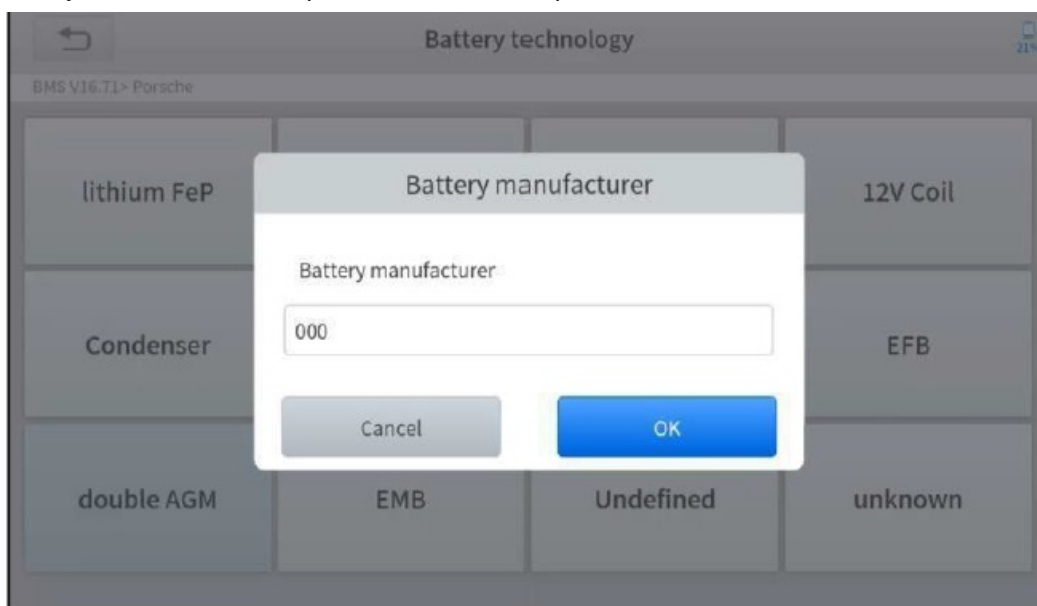 Battery technology
21%
BMS V16.71> Porsche
lithium FeP
12V Coil
Battery manufacturer
Battery manufacturer
000
Condenser
EFB
Cancel
OK
double AGM
EMB
Undefined
unknown